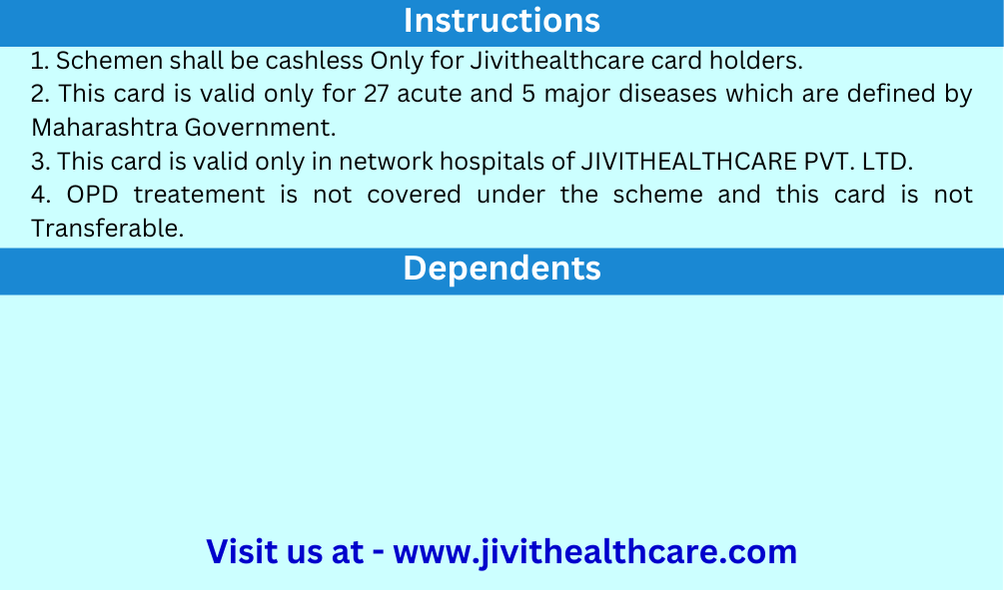 Instructions
1. Schemen shall be cashless Only for Jivithealthcare card holders.
2. This card is valid only for 27 acute and 5 major diseases which are defined by
Maharashtra Government.
3. This card is valid only in network hospitals of JIVITHEALTHCARE PVT. LTD.
4. OPD treatement is not covered under the scheme and this card is not
Transferable.
Dependents
Visit us at - www.jivithealthcare.com